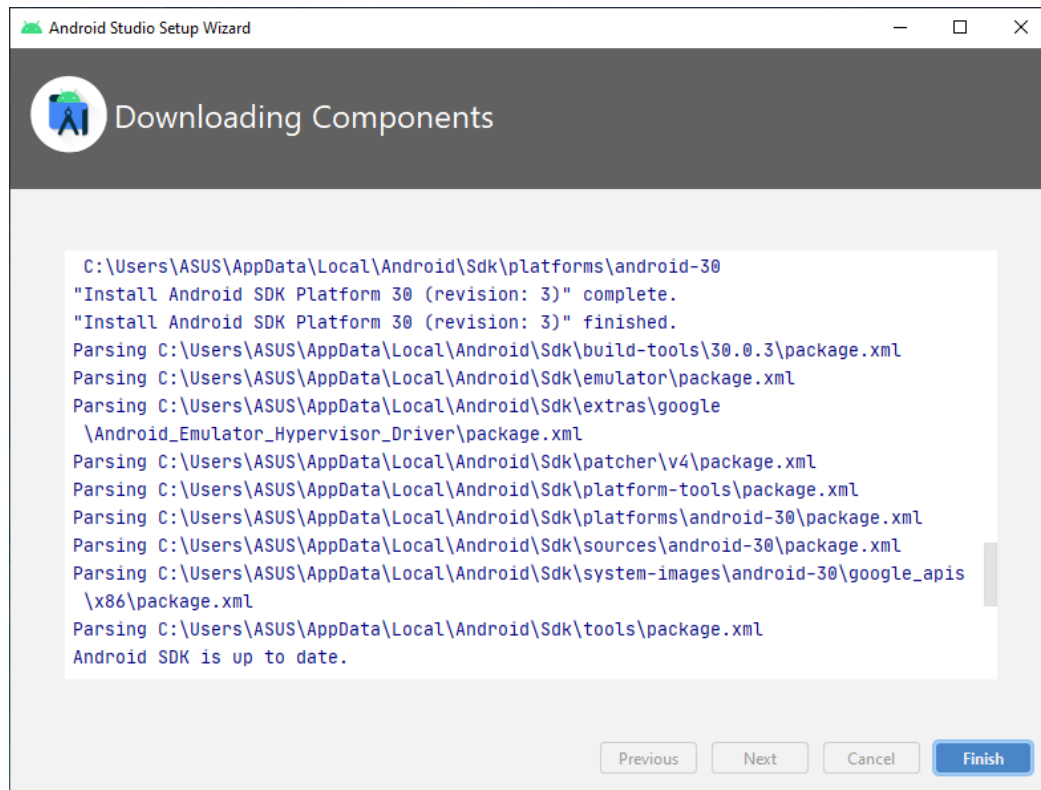 Android Studio Setup Wizard
Downloading Components
C:\Users\ASUS\AppData\Local\Android\Sdk\platforms\android-30
"Install Android SDK Platform 30 (revision: 3)" complete.
"Install Android SDK Platform 30 (revision: 3)" finished.
Parsing C:\Users\ASUS\AppData\Local\Android\Sdk\build-tools\30.0.3\package.xml
Parsing C:\Users\ASUS\AppData\Local\Android\Sdk\emulator\package.xml
Parsing C:\Users\ASUS\AppData\Local\Android\Sdk\extras\google
\Android_Emulator_Hypervisor_Driver\package.xml
Parsing C:\Users\ASUS\AppData\Local\Android\Sdk\patcher\v4\package.xml
Parsing C:\Users\ASUS\AppData\Local\Android\Sdk\platform-tools\package.xml
Parsing C:\Users\ASUS\AppData\Local\Android\Sdk\platforms\android-30\package.xml
Parsing C:\Users\ASUS\AppData\Local\Android\Sdk\sources\android-30\package.xml
Parsing C:\Users\ASUS\AppData\Local\Android\Sdk\system-images\android-30\google_apis
\x86\package.xml
Parsing C:\Users\ASUS\AppData\Local\Android\Sdk\tools\package.xml
Android SDK is up to date.
Previous Next Cancel Finish